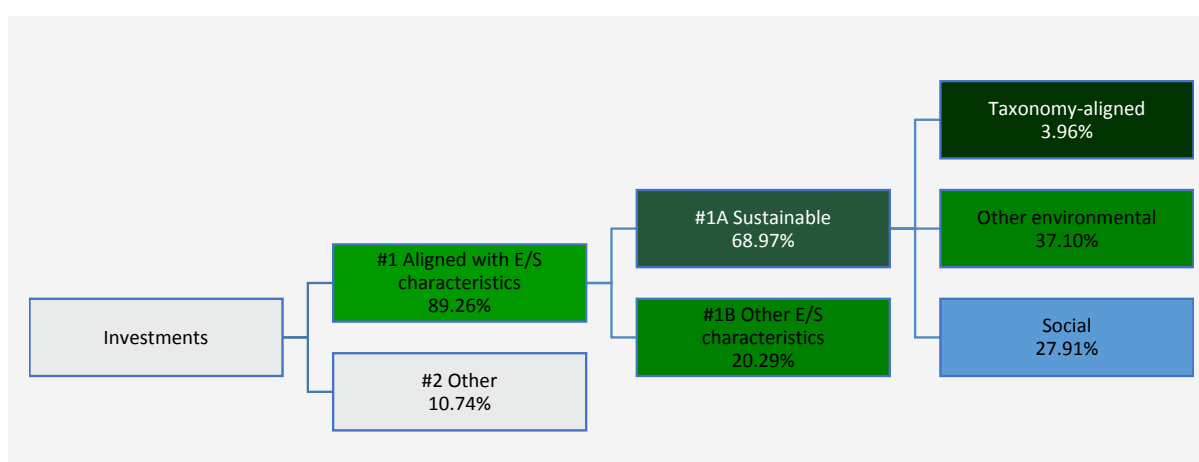 Investments
#1 Aligned with E/S
characteristics
89.26%
#2 Other
10.74%
#1A Sustainable
68.97%
#1B Other E/S
characteristics
20.29%
Taxonomy-aligned
3.96%
Other environmental
37.10%
Social
27.91%